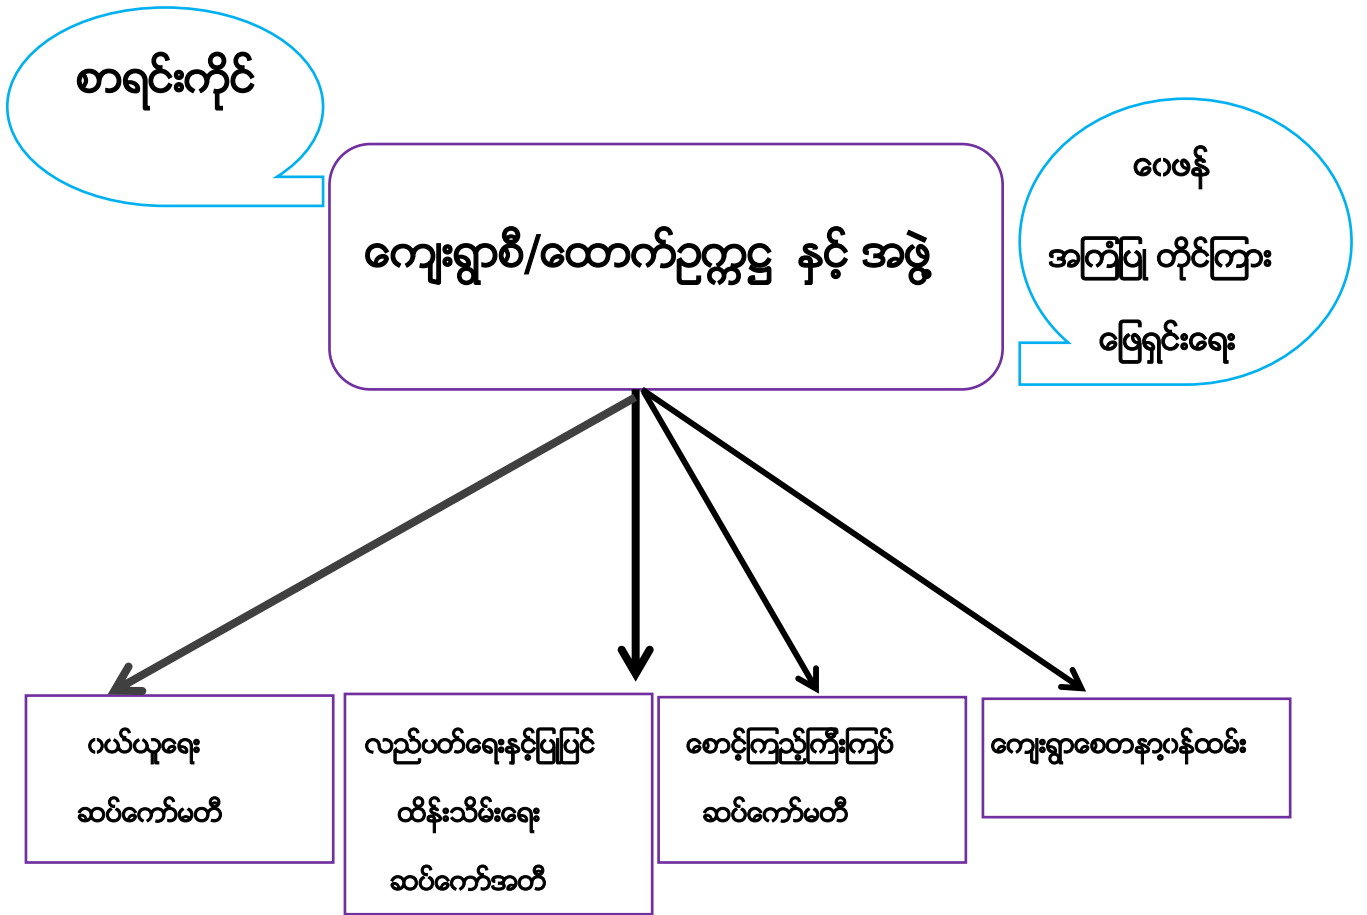 စာရင်းကိုင်
ဝေဖန်
အကြံပြု တိုင်ကြား
ဖြေရှင်းရေး
ကျေးရွာစီ/ထောက်ဥက္ကဋ္ဌ နှင့် အဖွဲ့
ဝယ်ယူရေး
ဆပ်ကော်မတီ
လည်ပတ်ရေးနှင့်ပြုပြင်
ထိန်းသိမ်းရေး
ဆပ်ကော်အတီ
စောင့်ကြည့်ကြီးကြပ်
ဆပ်ကော်မတီ
ကျေးရွာစေတနာ့ဝန်ထမ်း